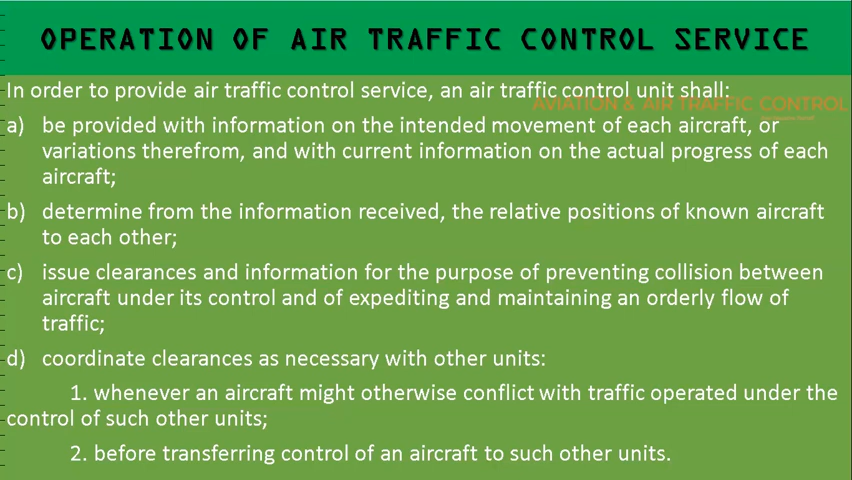 OPERATION OF AIR TRAFFIC CONTROL SERVICE
In order to provide air traffic control service, an air traffic control unit shall:
AVIATION & AIR TRAFFIC CONTROL
a) be provided with information on the intended movement of each aircraft, or
variations therefrom, and with current information on the actual progress of each
aircraft;
b) determine from the information received, the relative positions of known aircraft
to each other;
c) issue clearances and information for the purpose of preventing collision between
aircraft under its control and of expediting and maintaining an orderly flow of
traffic;
d) coordinate clearances as necessary with other units:
1. whenever an aircraft might otherwise conflict with traffic operated under the
control of such other units;
2. before transferring control of an aircraft to such other units.